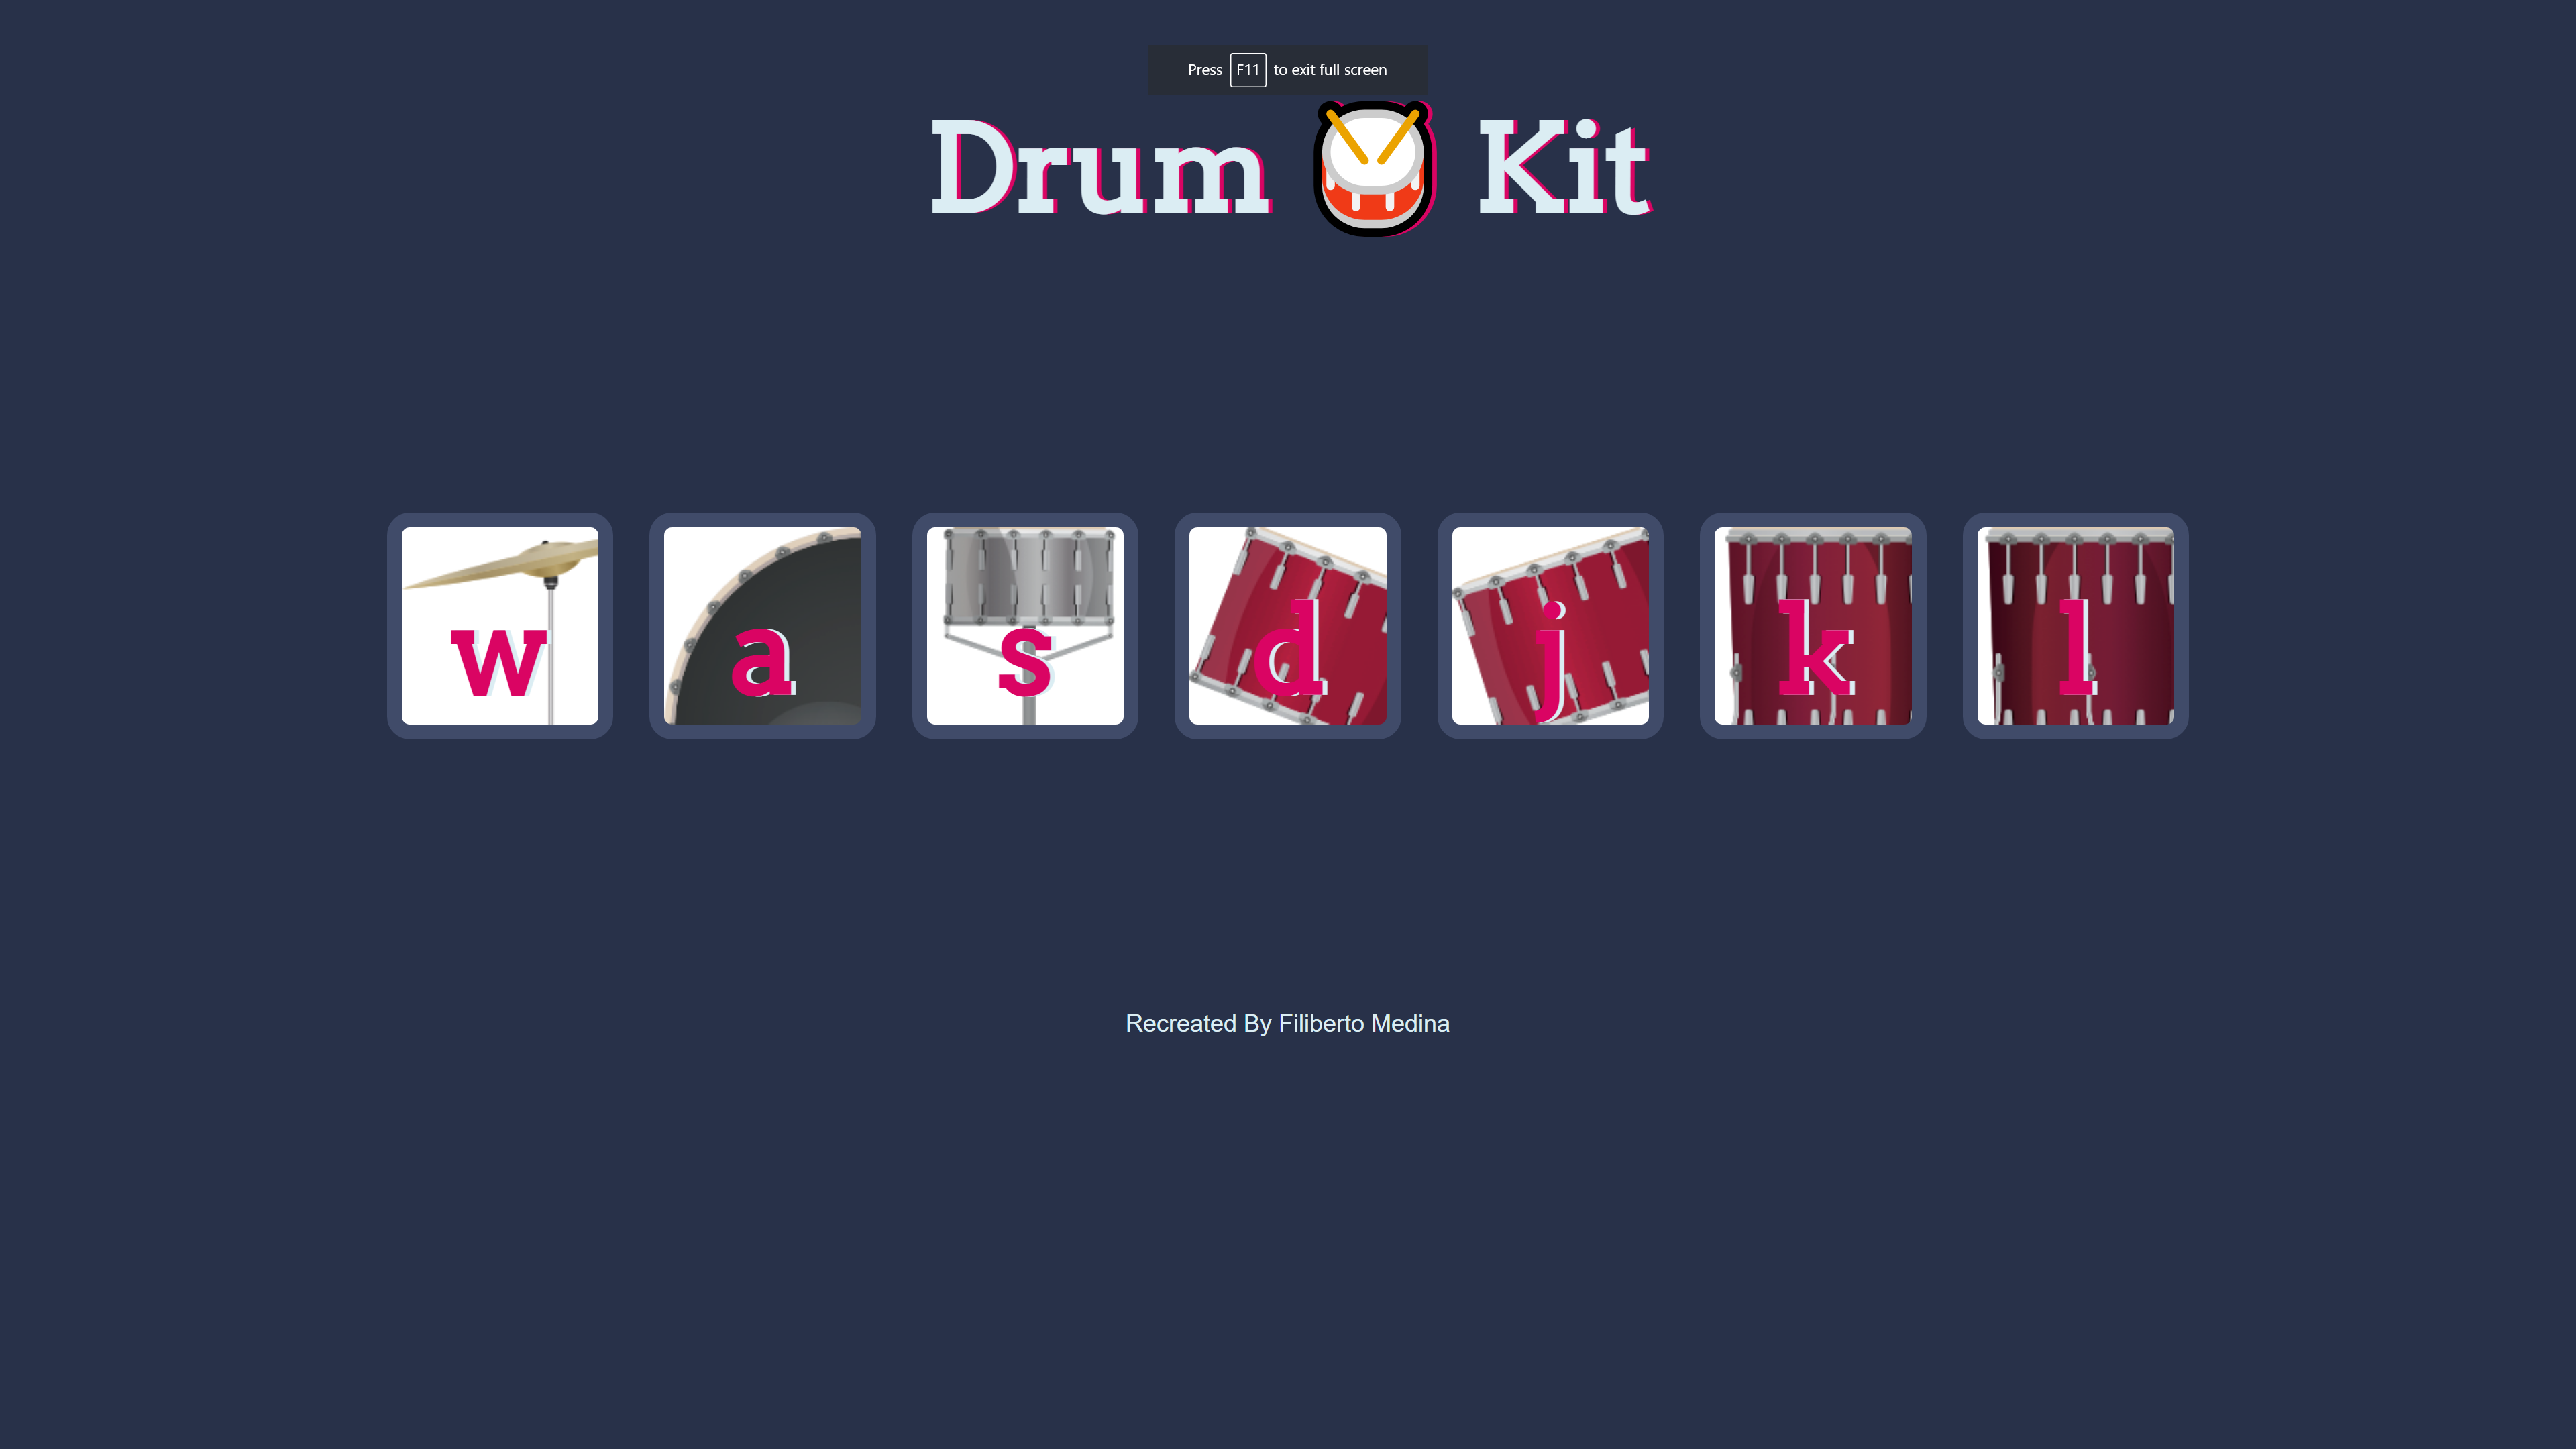 Press F11 to exit full screen
Drum 🥁 Kit
w a s d j k l
Recreated By Filiberto Medina